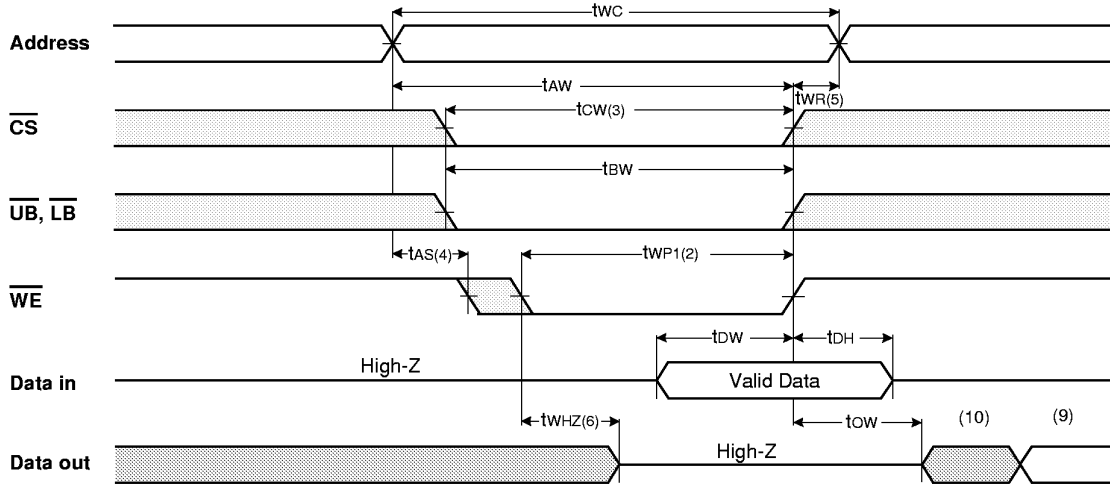 tWC
Address
tAW
tWR(5)
tCW(3)
CS
tBW
UB, LB
tAS(4)
tWP1(2)
WE
tDW
tDH
High-Z
Data in
Valid Data
tWHZ(6)
tOW
(10)
(9)
High-Z
Data out